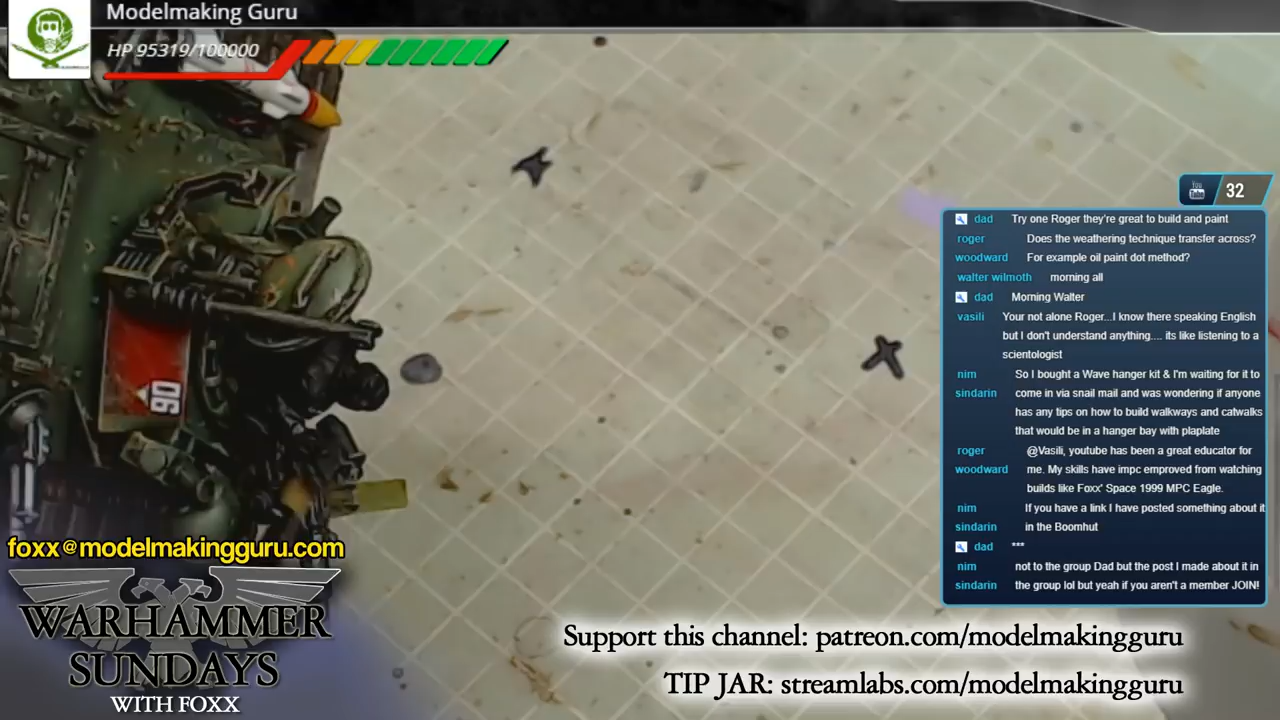 Modelmaking Guru
HP 95319/100000
You
Tube
32
dad Try one Roger they're great to build and paint
roger Does the weathering technique transfer across?
woodward For example oil paint dot method?
walter wilmoth morning all
dad Morning Walter
vasili Your not alone Roger...I know there speaking English
but I don't understand anything.... its like listening to a
scientologist
nim So I bought a Wave hanger kit & I'm waiting for it to
sindarin come in via snail mail and was wondering if anyone
has any tips on how to build walkways and catwalks
that would be in a hanger bay with plaplate
roger @Vasili, youtube has been a great educator for
woodward me. My skills have impc emproved from watching
builds like Foxx' Space 1999 MPC Eagle.
nim If you have a link I have posted something about it
sindarin in the Boomhut
dad ***
nim not to the group Dad but the post I made about it in
sindarin the group lol but yeah if you aren't a member JOIN!
90
foxx@modelmakingguru.com
WARHAMMER
SUNDAYS
WITH FOXX
Support this channel: patreon.com/modelmakingguru
TIP JAR: streamlabs.com/modelmakingguru